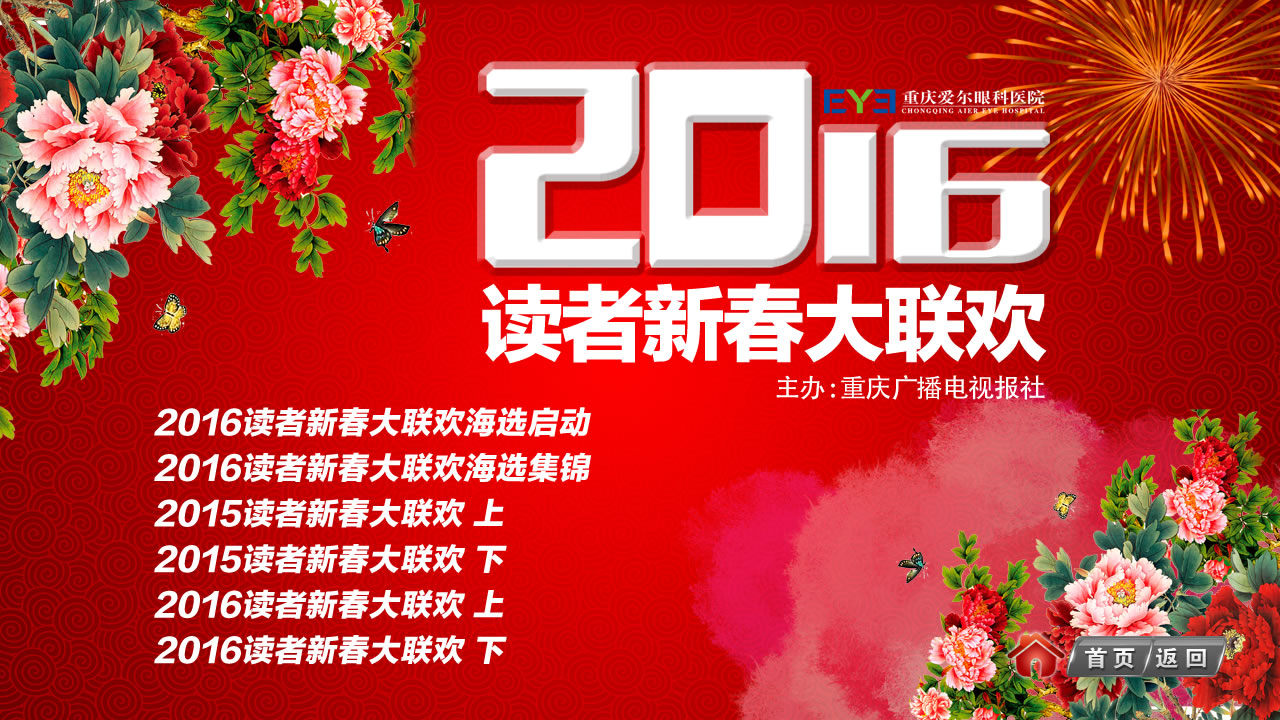 2016
EYE 重庆爱尔眼科医院
CHONGQING AIER EYE HOSPITAL
读者新春大联欢
主办:重庆广播电视报社
2016读者新春大联欢海选启动
2016读者新春大联欢海选集锦
2015读者新春大联欢 上
2015读者新春大联欢 下
2016读者新春大联欢 上
2016读者新春大联欢 下
首页 返回